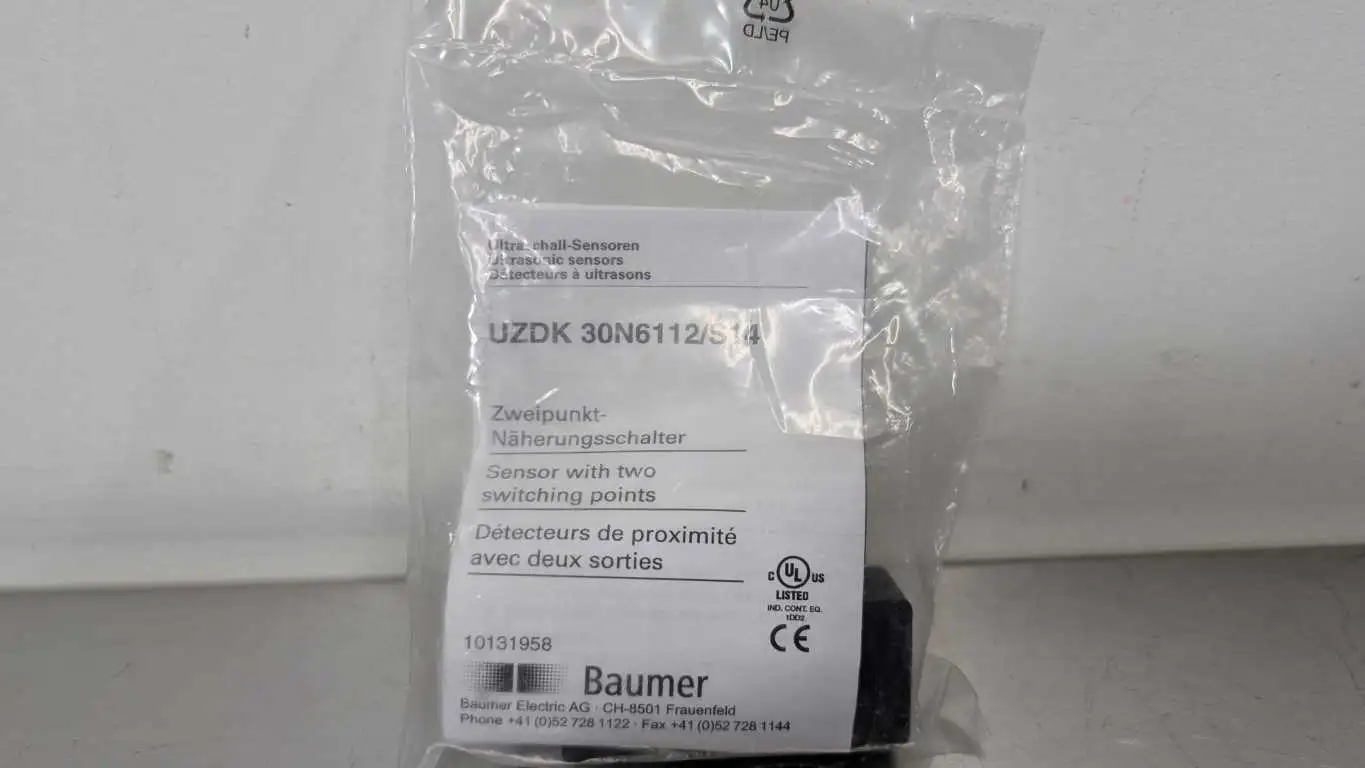 04
PE/LD
Ultraschall-Sensoren
Ultrasonic sensors
Détecteurs à ultrasons
UZDK 30N6112/S14
Zweipunkt-
Näherungsschalter
Sensor with two
switching points
Détecteurs de proximité
avec deux sorties
C UL US
LISTED
IND. CONT. EQ.
1DD2
CE
10131958
Baumer
Baumer Electric AG · CH-8501 Frauenfeld
Phone +41 (0)52 728 1122 · Fax +41 (0)52 728 1144